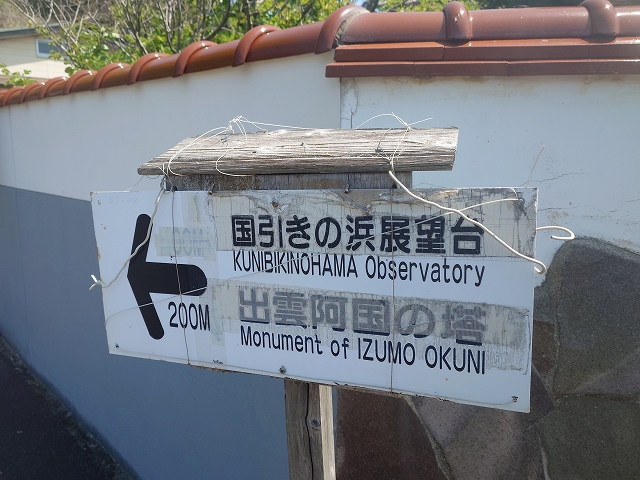 国引きの浜展望台
KUNIBIKINOHAMA Observatory
200M
出雲阿国の塔
Monument of IZUMO OKUNI